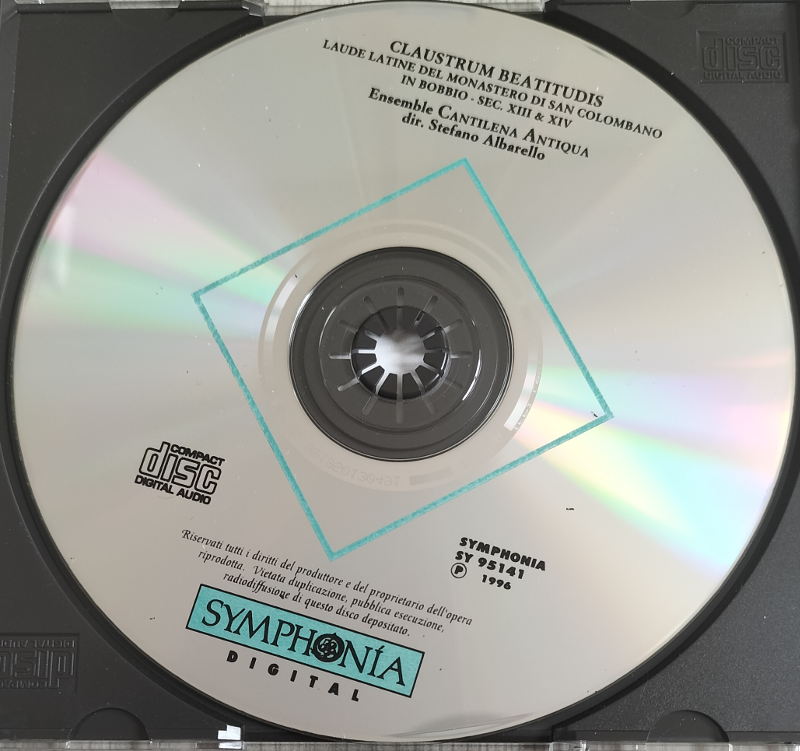 CLAUSTRUM BEATITUDIS
LAUDE LATINE DEL MONASTERO DI SAN COLOMBANO
IN BOBBIO - SEC. XIII & XIV
Ensemble CANTILENA ANTIQUA
dir. Stefano Albarello
COMPACT
disc
DIGITAL AUDIO
COMPACT
disc
DIGITAL AUDIO
SYMPHONIA
SY 95141
℗ 1996
Riservati tutti i diritti del produttore e del proprietario dell'opera
riprodotta. Vietata duplicazione, pubblica esecuzione,
radiodiffusione di questo disco depositato.
SYMPHONÍA
DIGITAL
disc